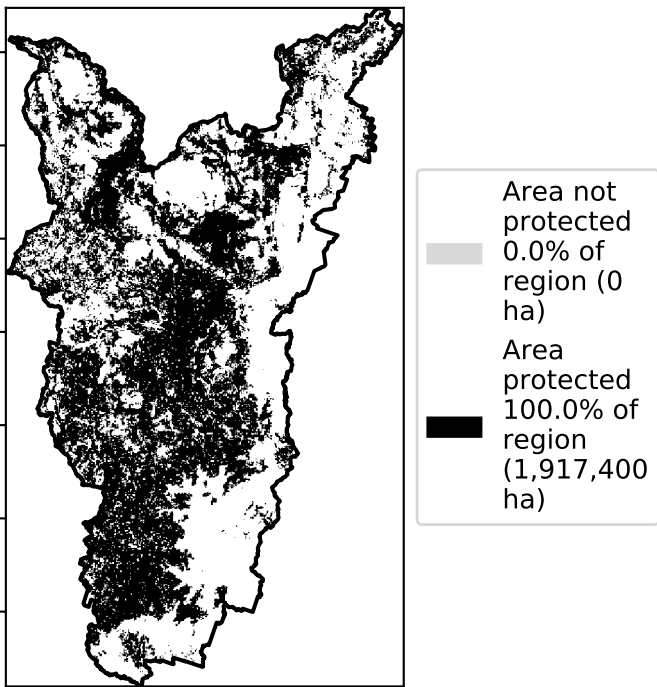 Area not
protected
0.0% of
region (0
ha)
Area
protected
100.0% of
region
(1,917,400
ha)